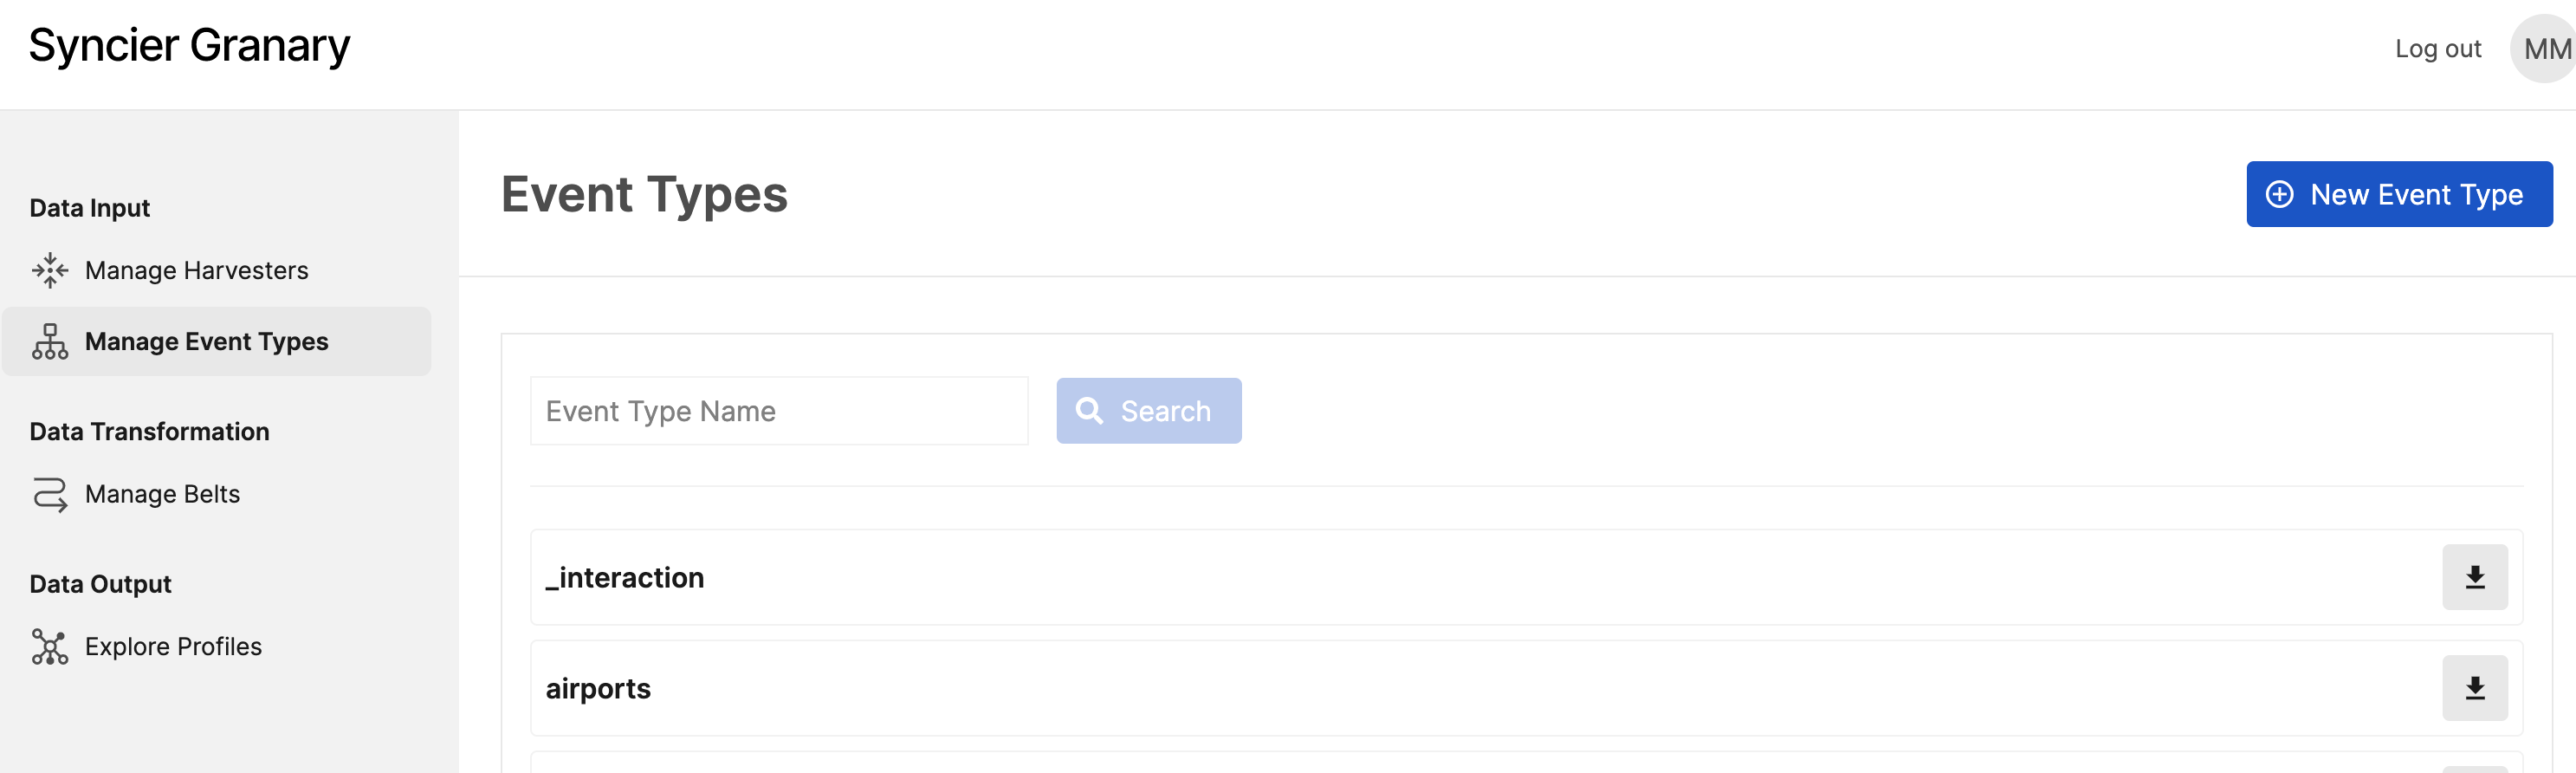 Syncier Granary
Log out
MM
Data Input
Manage Harvesters
Manage Event Types
Data Transformation
Manage Belts
Data Output
Explore Profiles
Event Types
New Event Type
Event Type Name
Search
_interaction
airports